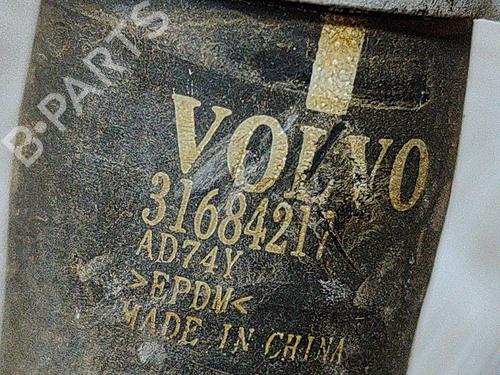 B-PARTS
VOLVO
31684217
AD74Y
>EPDM<
MADE IN CHINA